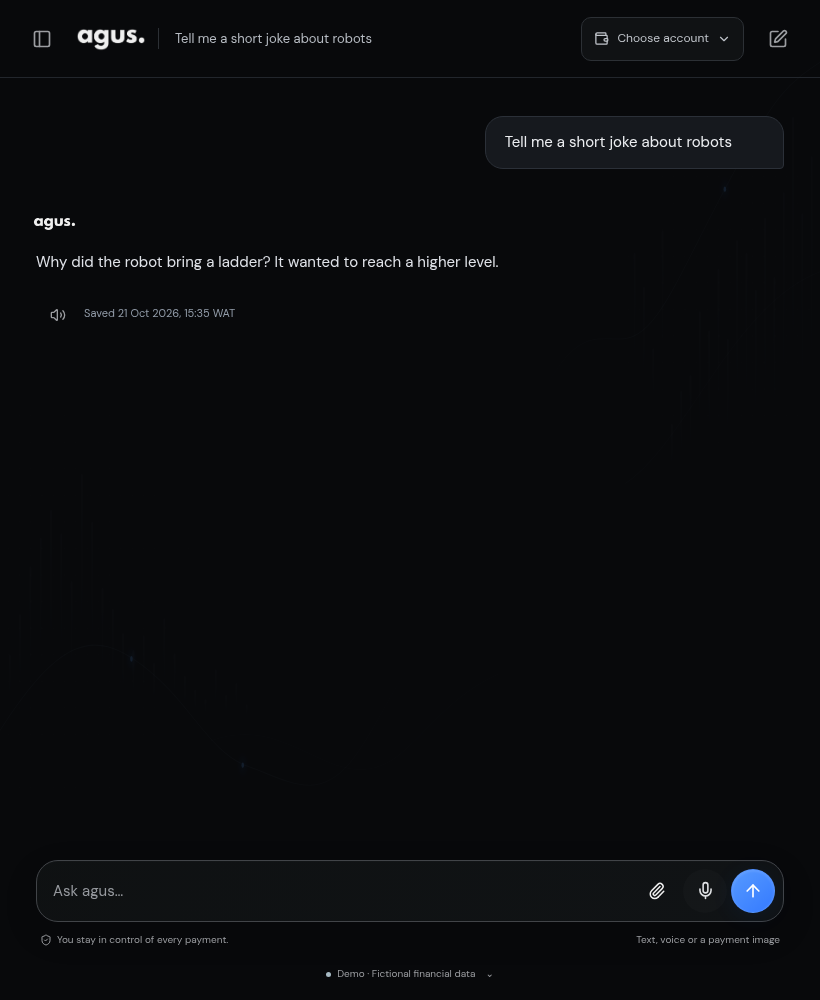 agus.
Tell me a short joke about robots
Choose account
Tell me a short joke about robots
agus.
Why did the robot bring a ladder? It wanted to reach a higher level.
Saved 21 Oct 2026, 15:35 WAT
Ask agus...
You stay in control of every payment.
Text, voice or a payment image
Demo · Fictional financial data